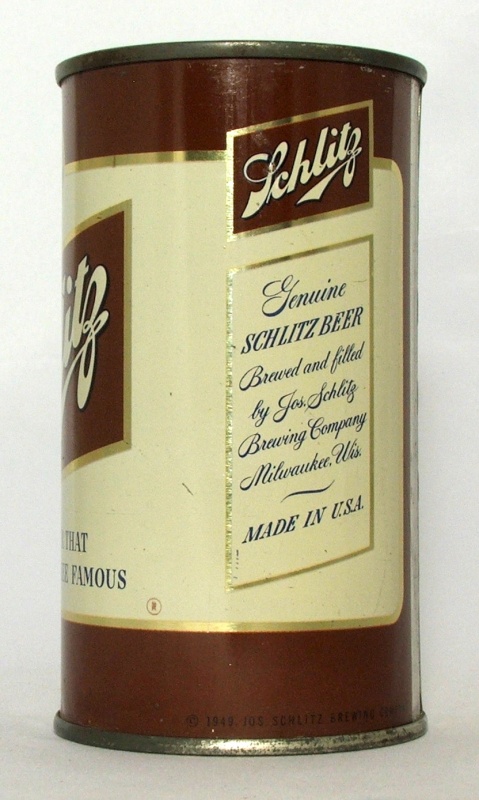 Schlitz
Genuine
SCHLITZ BEER
Brewed and filled
by Jos. Schlitz
Brewing Company
Milwaukee, Wis.
MADE IN U.S.A.
itz
THAT
FAMOUS
®
© 1949, JOS. SCHLITZ BREWING